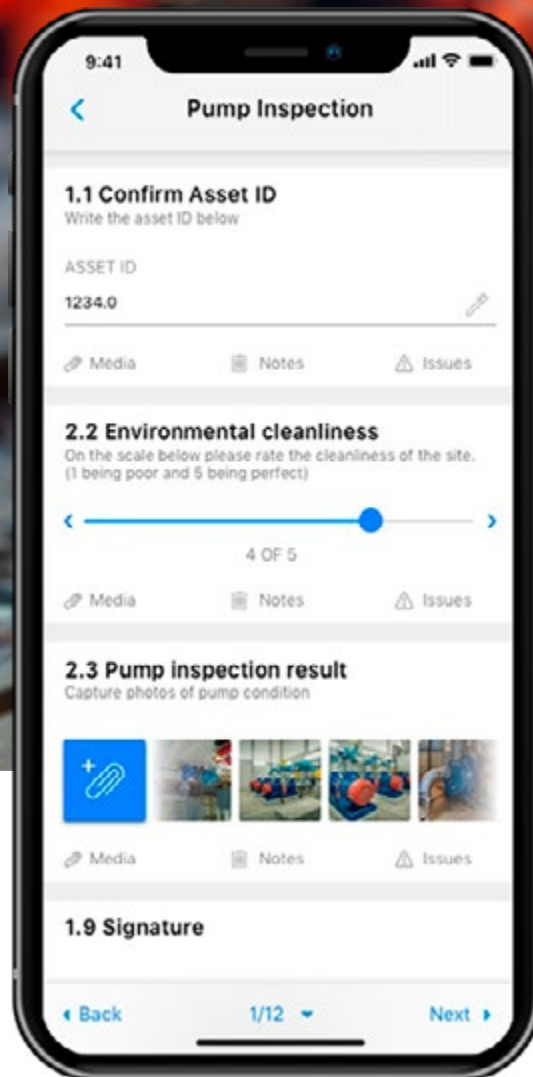 9:41
Pump Inspection
1.1 Confirm Asset ID
Write the asset ID below
ASSET ID
1234.0
Media Notes Issues
2.2 Environmental cleanliness
On the scale below please rate the cleanliness of the site.
(1 being poor and 5 being perfect)
4 OF 5
Media Notes Issues
2.3 Pump inspection result
Capture photos of pump condition
Media Notes Issues
1.9 Signature
Back 1/12 Next